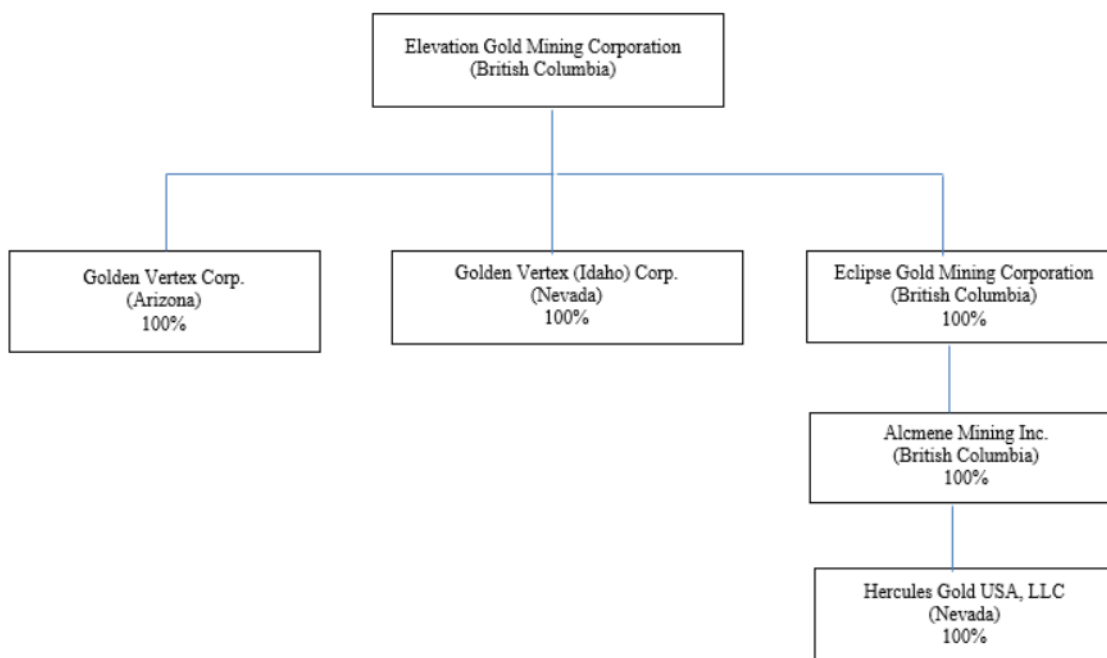 Elevation Gold Mining Corporation
(British Columbia)
Golden Vertex Corp.
(Arizona)
100%
Golden Vertex (Idaho) Corp.
(Nevada)
100%
Eclipse Gold Mining Corporation
(British Columbia)
100%
Alcmene Mining Inc.
(British Columbia)
100%
Hercules Gold USA, LLC
(Nevada)
100%